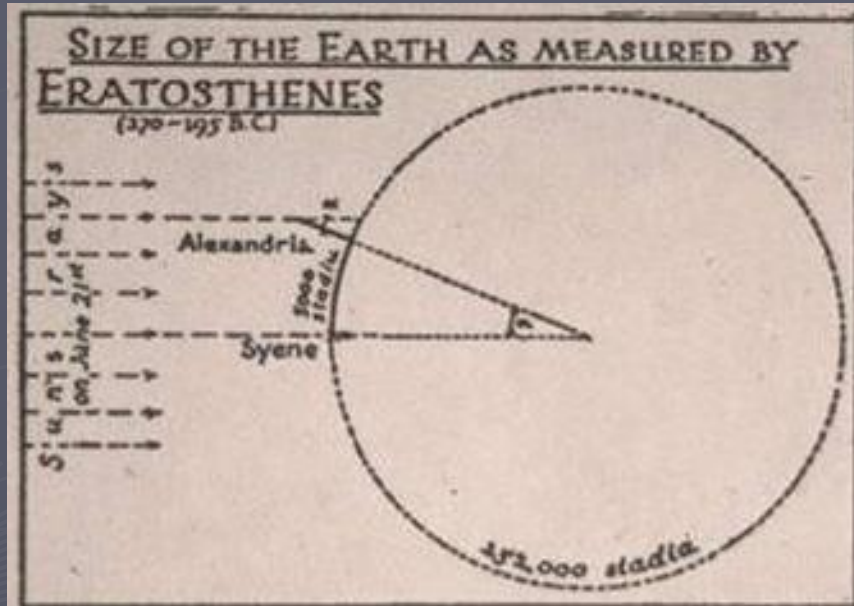 SIZE OF THE EARTH AS MEASURED BY
ERATOSTHENES
(270-195 B.C)
Sun's rays
on June 21st
Alexandria
5000
stadia
Syene
252,000 stadia